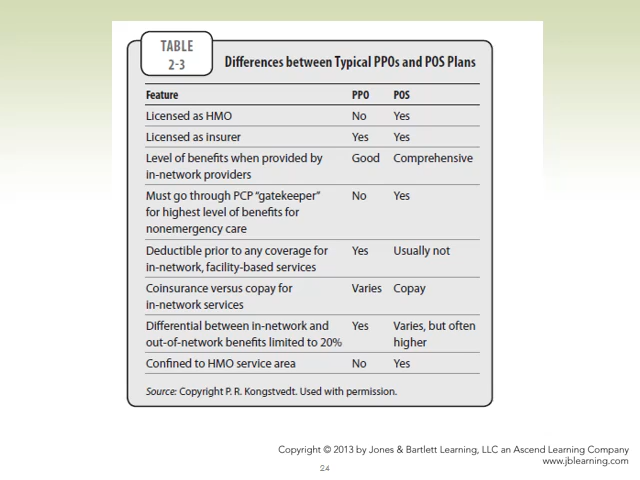 TABLE
2-3
Differences between Typical PPOs and POS Plans
Feature PPO POS
Licensed as HMO No Yes
Licensed as insurer Yes Yes
Level of benefits when provided by Good Comprehensive
in-network providers
Must go through PCP “gatekeeper” No Yes
for highest level of benefits for
nonemergency care
Deductible prior to any coverage for Yes Usually not
in-network, facility-based services
Coinsurance versus copay for Varies Copay
in-network services
Differential between in-network and Yes Varies, but often
out-of-network benefits limited to 20% higher
Confined to HMO service area No Yes
Source: Copyright P. R. Kongstvedt. Used with permission.
Copyright © 2013 by Jones & Bartlett Learning, LLC an Ascend Learning Company
www.jblearning.com
24